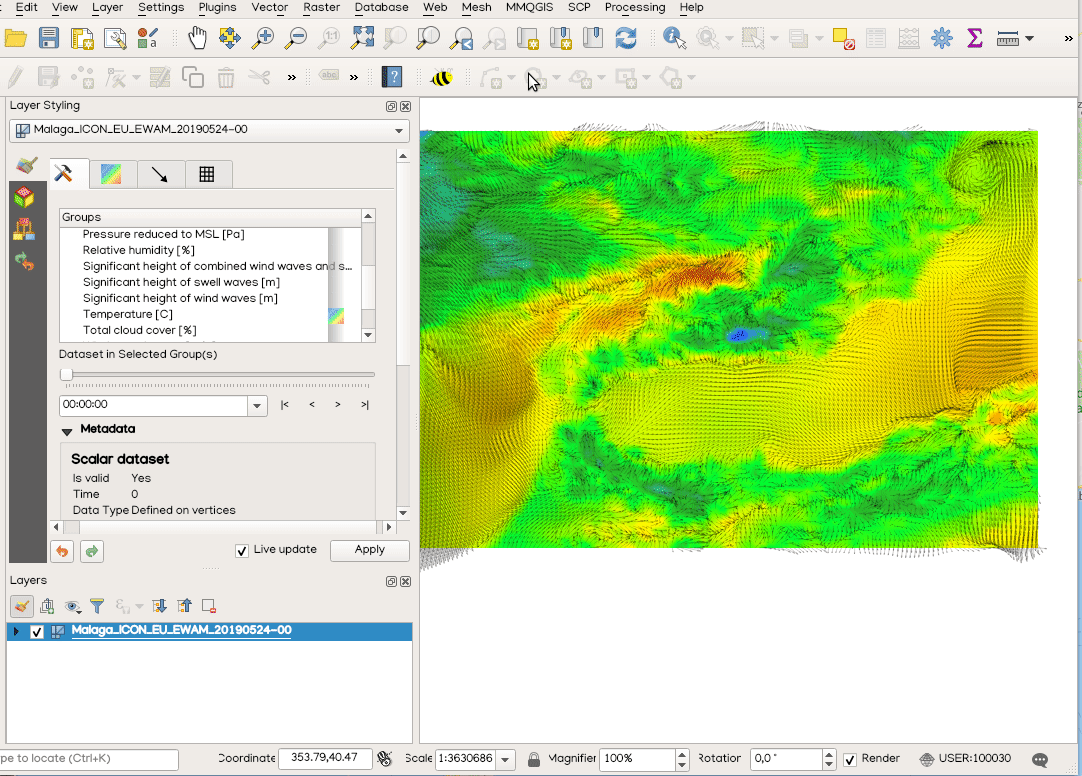 Edit View Layer Settings Plugins Vector Raster Database Web Mesh MMQGIS SCP Processing Help
1:1
»
abc
»
?
Layer Styling
Malaga_ICON_EU_EWAM_20190524-00
Groups
Pressure reduced to MSL [Pa]
Relative humidity [%]
Significant height of combined wind waves and s...
Significant height of swell waves [m]
Significant height of wind waves [m]
Temperature [C]
Total cloud cover [%]
Dataset in Selected Group(s)
00:00:00 |< < > >|
Metadata
Scalar dataset
Is valid Yes
Time 0
Data Type Defined on vertices
Live update Apply
Layers
Malaga_ICON_EU_EWAM_20190524-00
pe to locate (Ctrl+K) Coordinate 353.79,40.47 Scale 1:3630686 Magnifier 100% Rotation 0,0 ° Render USER:100030